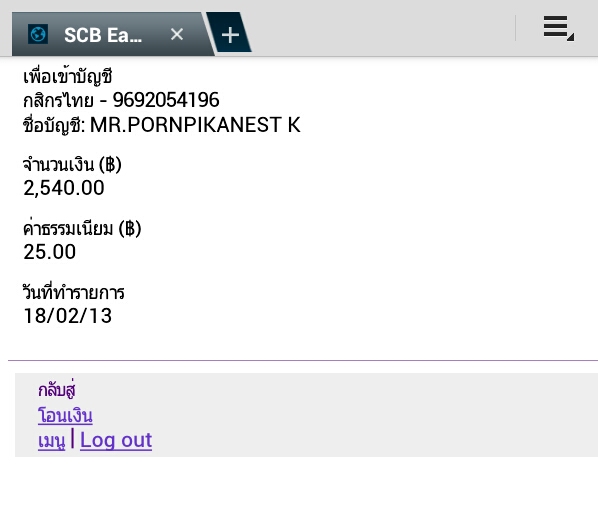 SCB Ea...
เพื่อเข้าบัญชี
กสิกรไทย - 9692054196
ชื่อบัญชี: MR.PORNPIKANEST K
จำนวนเงิน (฿)
2,540.00
ค่าธรรมเนียม (฿)
25.00
วันที่ทำรายการ
18/02/13
กลับสู่
โอนเงิน
เมนู | Log out